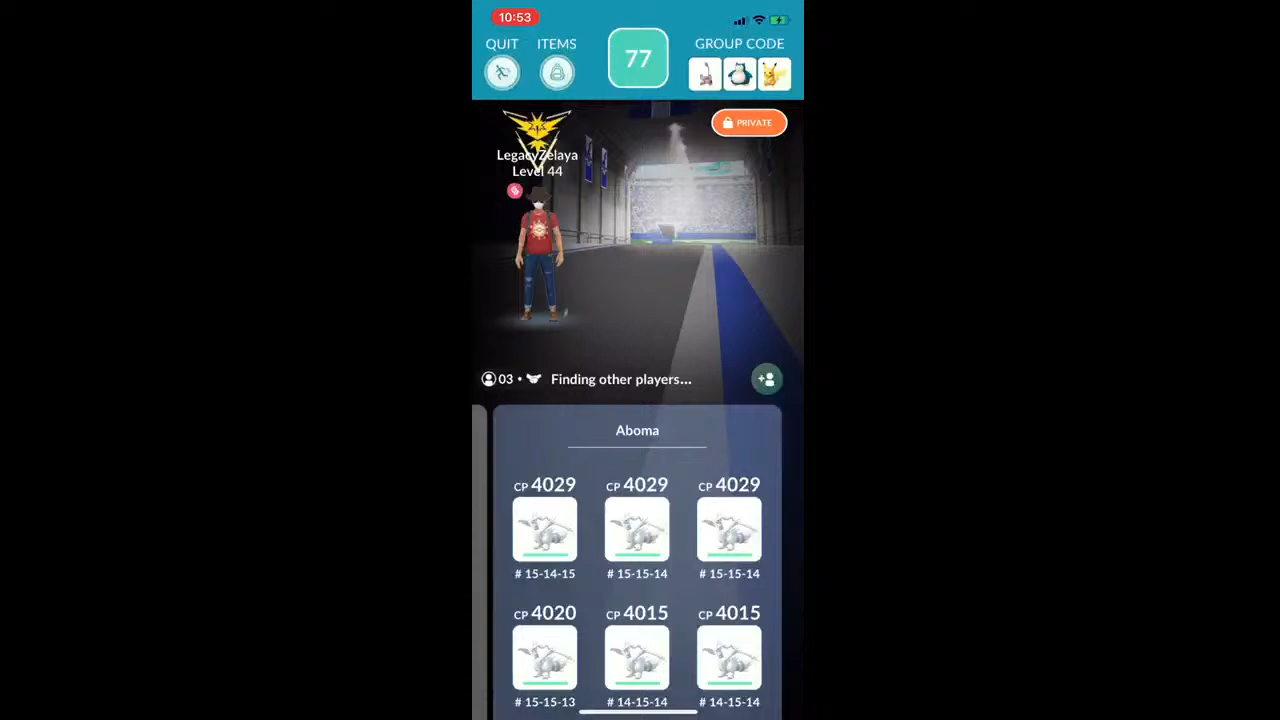 10:53
QUIT ITEMS 77 GROUP CODE
PRIVATE
LegacyZelaya
Level 44
03 • Finding other players...
Aboma
CP 4029 CP 4029 CP 4029
# 15-14-15 # 15-15-14 # 15-15-14
CP 4020 CP 4015 CP 4015
# 15-15-13 # 14-15-14 # 14-15-14